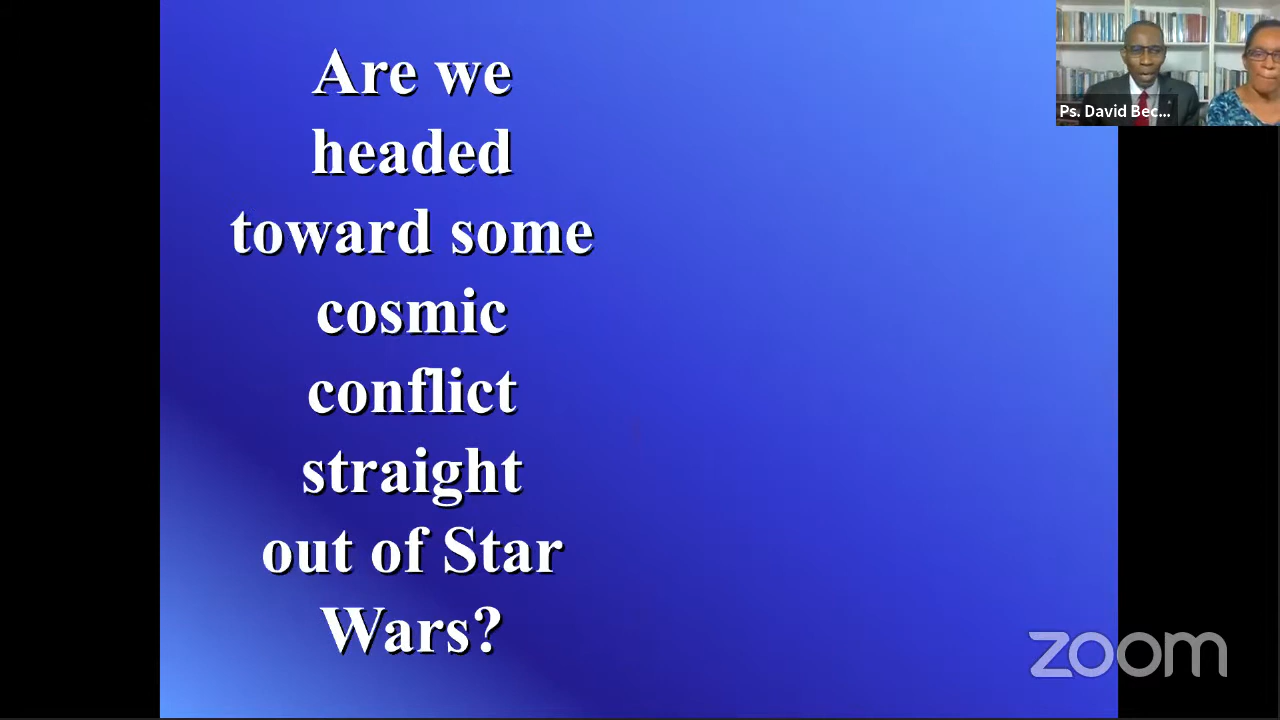 Are we
headed
toward some
cosmic
conflict
straight
out of Star
Wars?
Ps. David Bec...
zoom